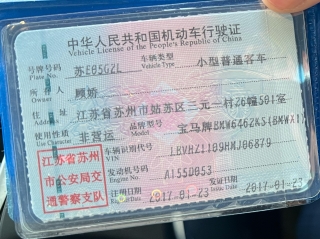 中华人民共和国机动车行驶证
Vehicle License of the People's Republic of China
号牌号码 苏E05GZL 车辆类型 小型普通客车
Plate No. Vehicle Type
所有人 顾娇
Owner
住址 江苏省苏州市姑苏区三元一村26幢501室
Address
使用性质 非营运 品牌型号 宝马牌BMW6462KS(BMWX1)
Use Character Model
江苏省苏州
市公安局交
通警察支队
车辆识别代号
VIN
发动机号码 A155D053
Engine No.
注册日期 2017-01-23 发证日期 2017-01-23